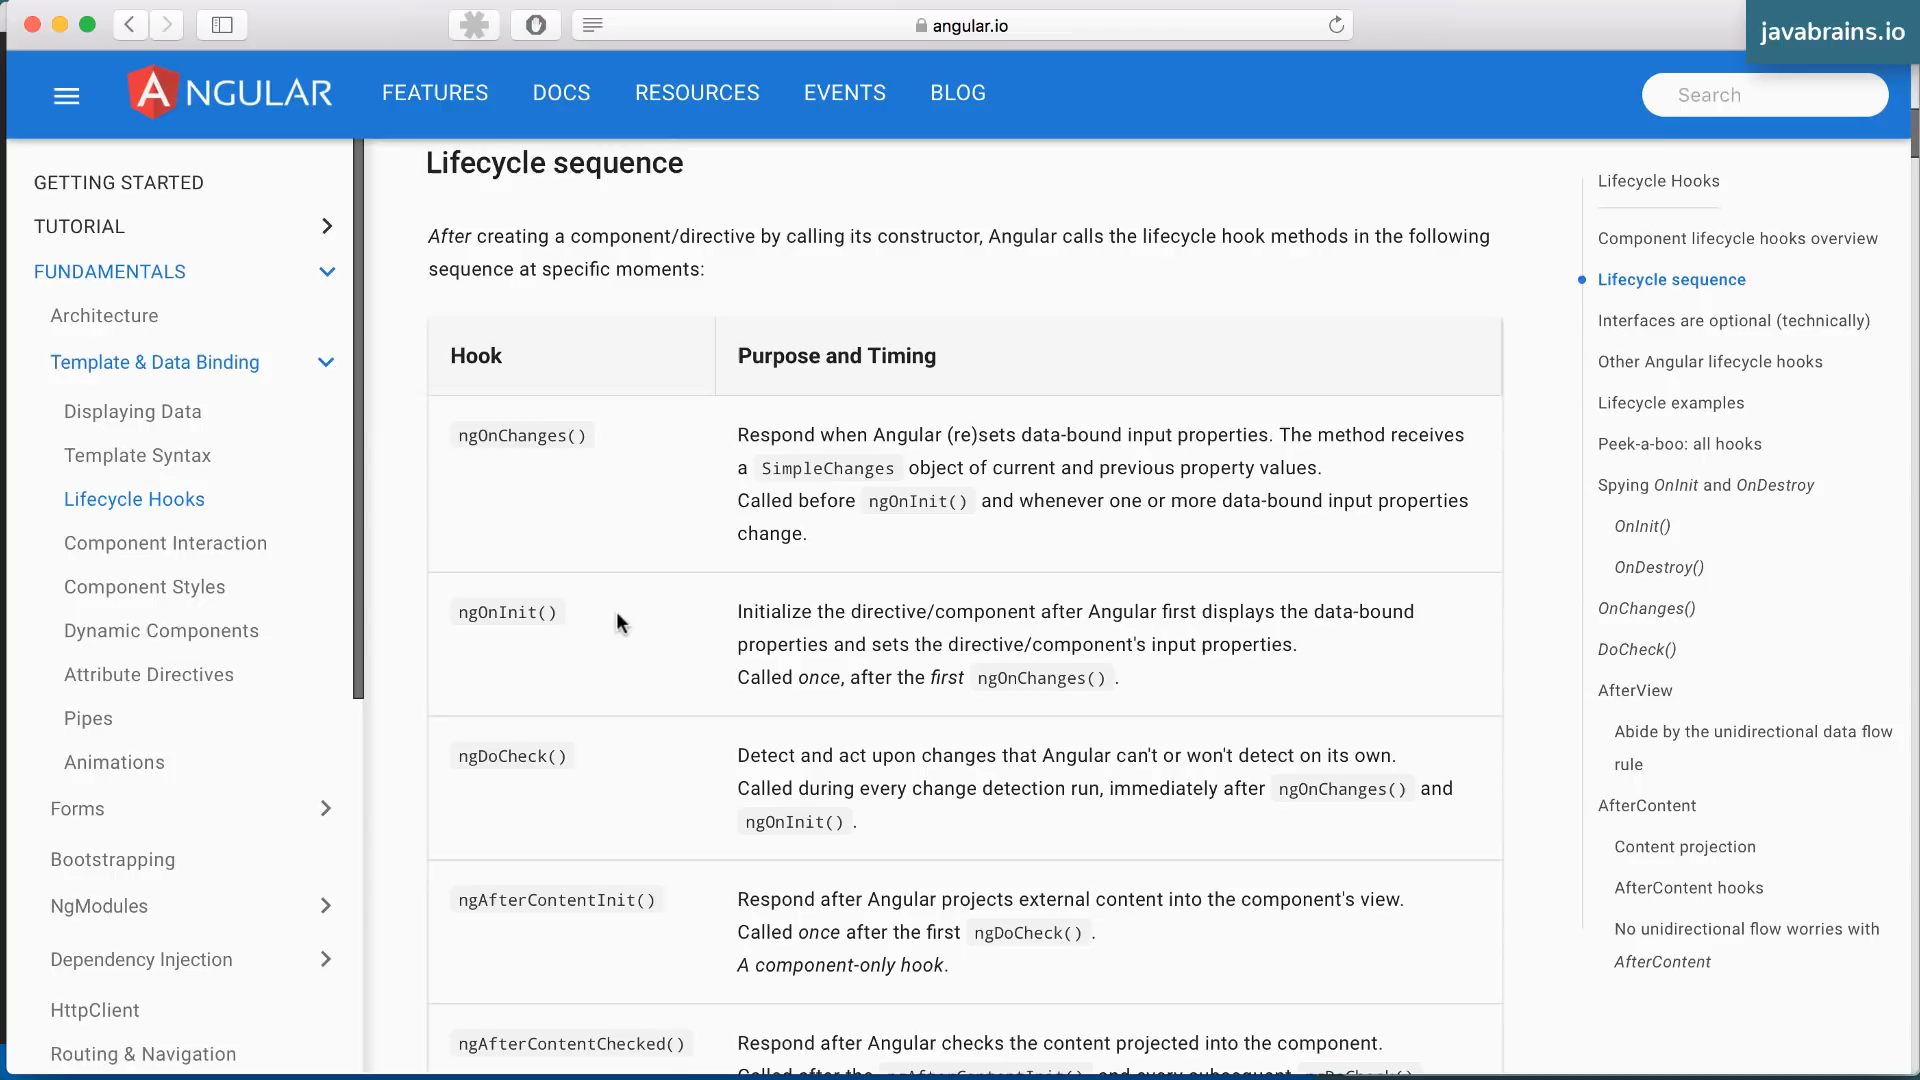 angular.io
javabrains.io
ANGULAR
FEATURES
DOCS
RESOURCES
EVENTS
BLOG
Search
GETTING STARTED
TUTORIAL
FUNDAMENTALS
Architecture
Template & Data Binding
Displaying Data
Template Syntax
Lifecycle Hooks
Component Interaction
Component Styles
Dynamic Components
Attribute Directives
Pipes
Animations
Forms
Bootstrapping
NgModules
Dependency Injection
HttpClient
Routing & Navigation
Lifecycle sequence
After creating a component/directive by calling its constructor, Angular calls the lifecycle hook methods in the following
sequence at specific moments:
Hook
Purpose and Timing
ngOnChanges()
Respond when Angular (re)sets data-bound input properties. The method receives
a SimpleChanges object of current and previous property values.
Called before ngOnInit() and whenever one or more data-bound input properties
change.
ngOnInit()
Initialize the directive/component after Angular first displays the data-bound
properties and sets the directive/component's input properties.
Called once, after the first ngOnChanges() .
ngDoCheck()
Detect and act upon changes that Angular can't or won't detect on its own.
Called during every change detection run, immediately after ngOnChanges() and
ngOnInit() .
ngAfterContentInit()
Respond after Angular projects external content into the component's view.
Called once after the first ngDoCheck() .
A component-only hook.
ngAfterContentChecked()
Respond after Angular checks the content projected into the component.
Called after the ngAfterContentInit() and every subsequent ngDoCheck()
Lifecycle Hooks
Component lifecycle hooks overview
Lifecycle sequence
Interfaces are optional (technically)
Other Angular lifecycle hooks
Lifecycle examples
Peek-a-boo: all hooks
Spying OnInit and OnDestroy
OnInit()
OnDestroy()
OnChanges()
DoCheck()
AfterView
Abide by the unidirectional data flow
rule
AfterContent
Content projection
AfterContent hooks
No unidirectional flow worries with
AfterContent